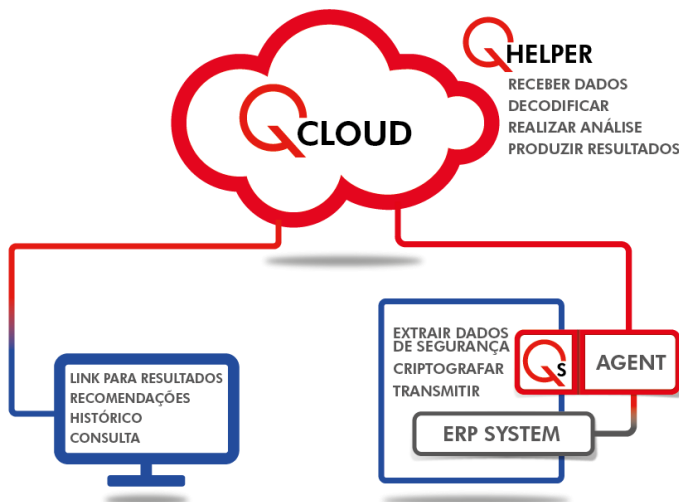 Q HELPER
RECEBER DADOS
DECODIFICAR
REALIZAR ANÁLISE
PRODUZIR RESULTADOS
Q CLOUD
EXTRAIR DADOS
DE SEGURANÇA
CRIPTOGRAFAR
TRANSMITIR
QS AGENT
ERP SYSTEM
LINK PARA RESULTADOS
RECOMENDAÇÕES
HISTÓRICO
CONSULTA